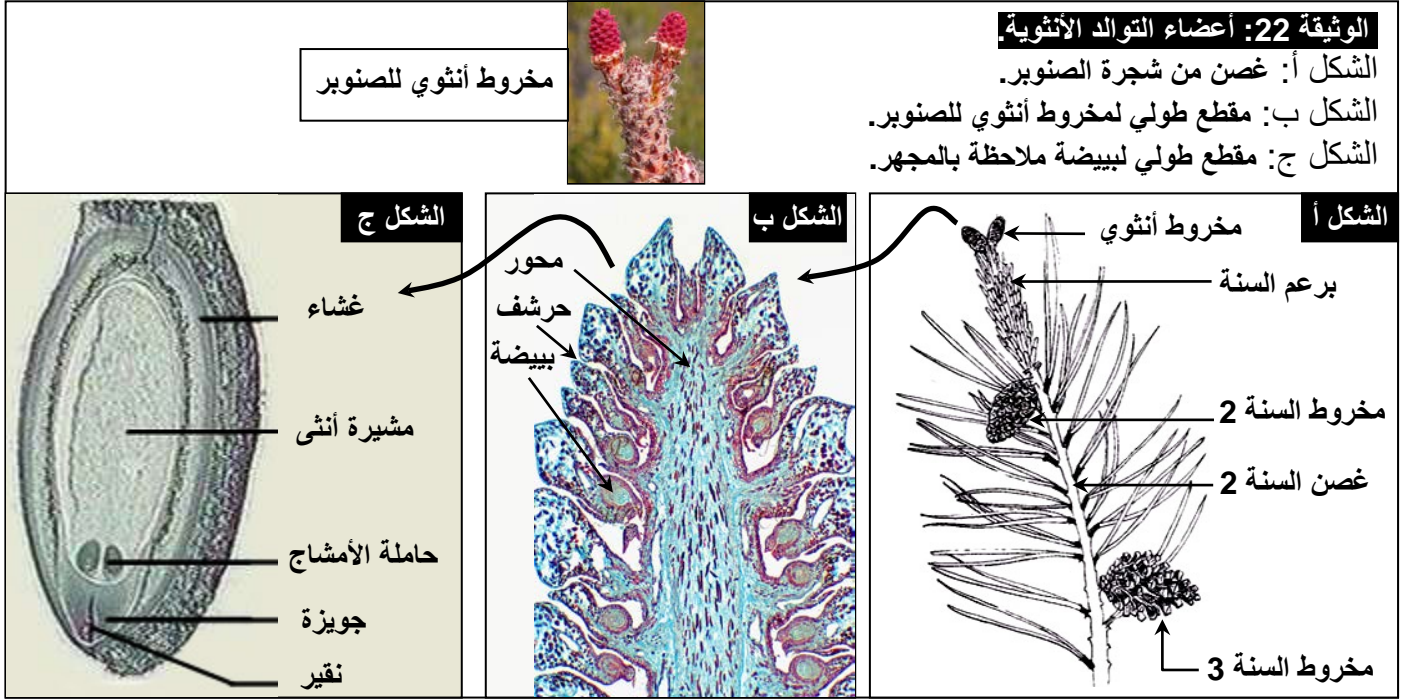 الوثيقة 22: أعضاء التوالد الأنثوية.
الشكل أ: غصن من شجرة الصنوبر.
الشكل ب: مقطع طولي لمخروط أنثوي للصنوبر.
الشكل ج: مقطع طولي لبييضة ملاحظة بالمجهر.
مخروط أنثوي للصنوبر
الشكل أ
مخروط أنثوي
برعم السنة
مخروط السنة 2
غصن السنة 2
مخروط السنة 3
الشكل ب
محور
حرشف
بييضة
الشكل ج
غشاء
مشيرة أنثى
حاملة الأمشاج
جويزة
نقير